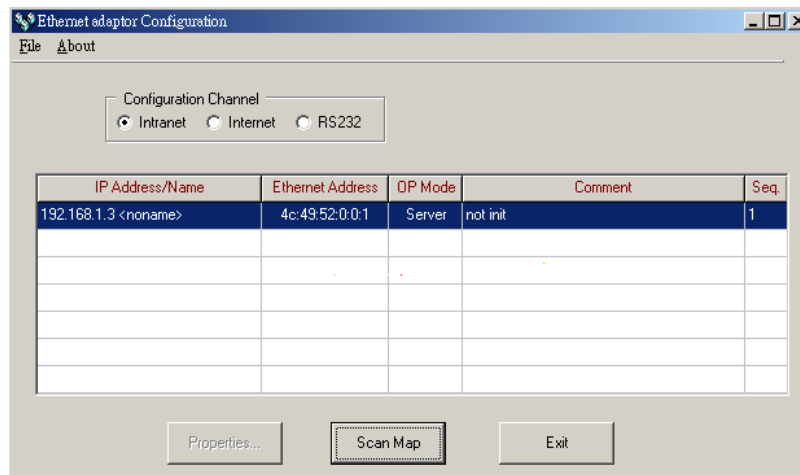 Ethernet adaptor Configuration
File About
Configuration Channel
Intranet Internet RS232
IP Address/Name Ethernet Address OP Mode Comment Seq.
192.168.1.3 <noname> 4c:49:52:0:0:1 Server not init 1
Properties... Scan Map Exit